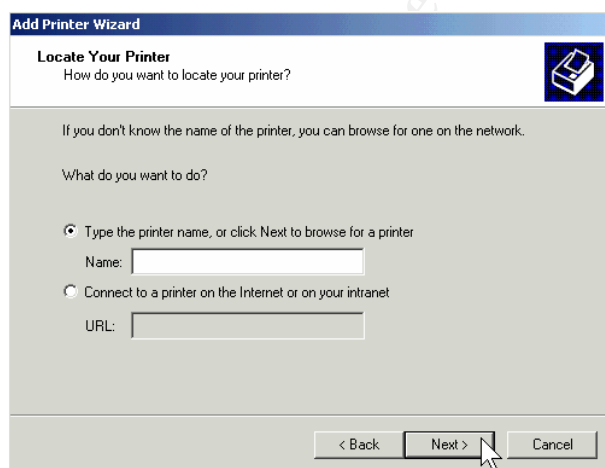 Add Printer Wizard
Locate Your Printer
How do you want to locate your printer?
If you don't know the name of the printer, you can browse for one on the network.
What do you want to do?
Type the printer name, or click Next to browse for a printer
Name:
Connect to a printer on the Internet or on your intranet
URL:
< Back Next > Cancel